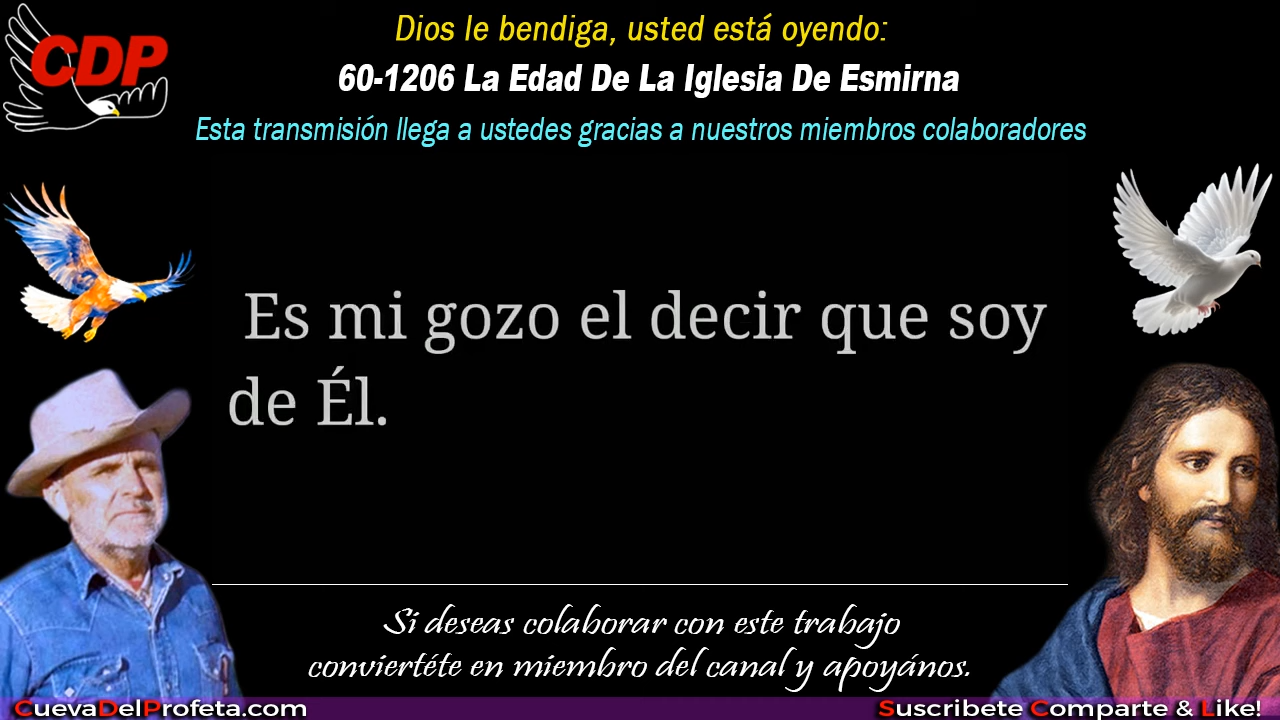 CDP
Dios le bendiga, usted está oyendo:
60-1206 La Edad De La Iglesia De Esmirna
Esta transmisión llega a ustedes gracias a nuestros miembros colaboradores
Es mi gozo el decir que soy
de Él.
Si deseas colaborar con este trabajo
conviertéte en miembro del canal y apoyános.
CuevaDelProfeta.com
Suscribete Comparte & Like!